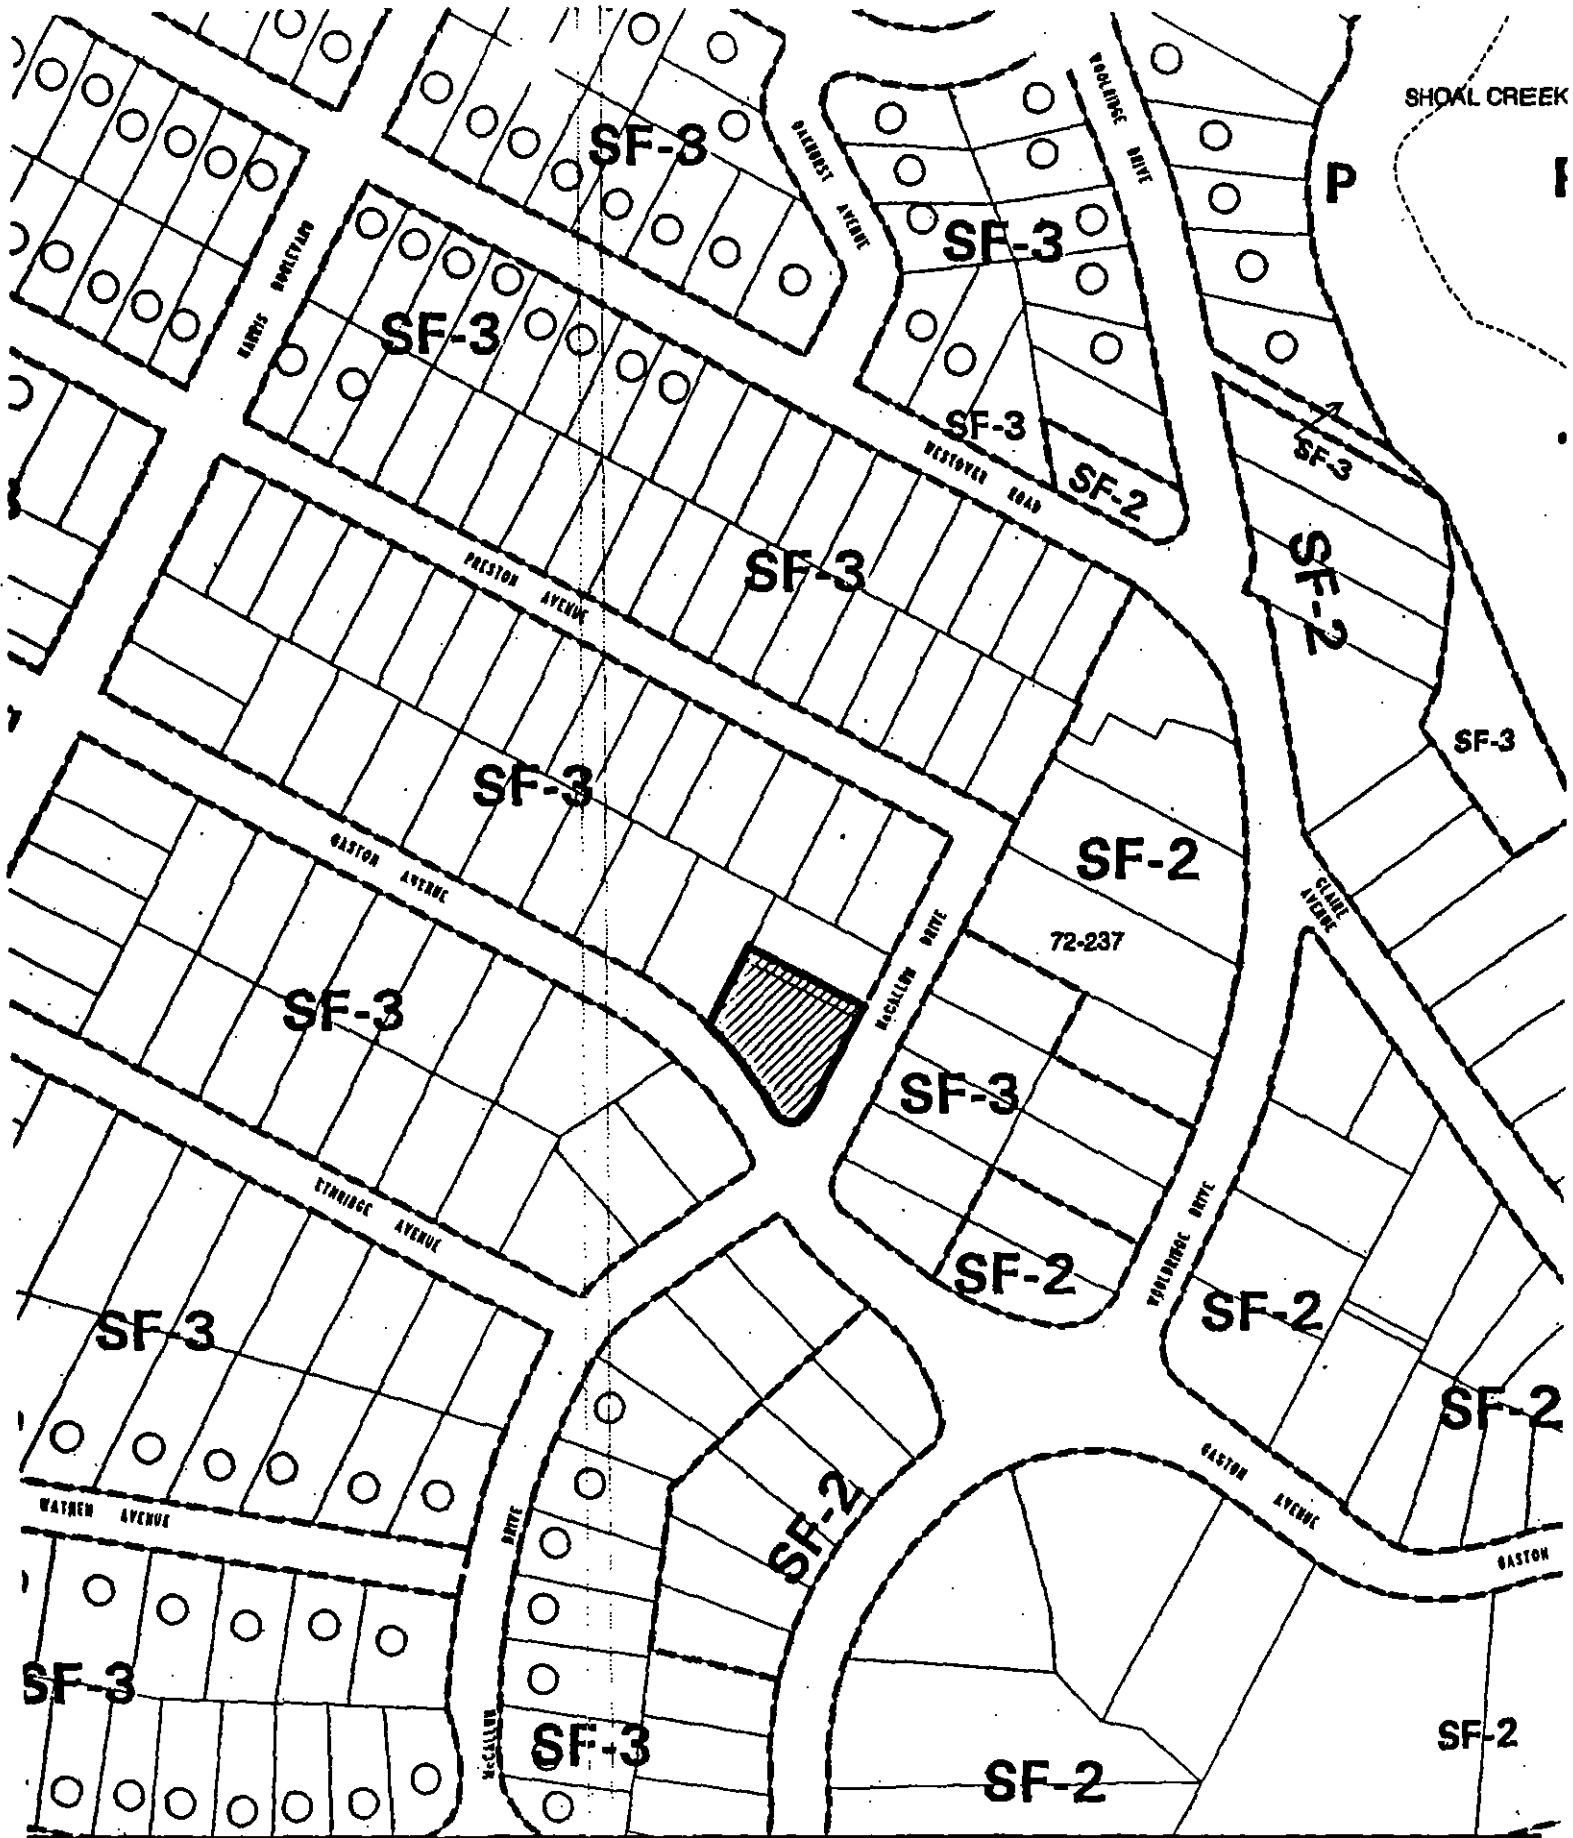 WOOLRIDGE DRIVE
SHOAL CREEK
SF-3
OAKHURST AVENUE
P
SF-3
HARRIS BOULEVARD
SF-3
SF-3
WESTOVER ROAD
SF-2
SF-3
SF-2
SF-3
PRESTON AVENUE
SF-3
SF-3
SF-2
GASTON AVENUE
CLAIRE AVENUE
72-237
McCALLUM DRIVE
SF-3
SF-3
ETHRIDGE AVENUE
WOOLDRIDGE DRIVE
SF-2
SF-2
SF-3
SF-2
GASTON AVENUE
WATHEN AVENUE
DRIVE
SF-2
GASTON
SF-3
McCALLUM
SF-3
SF-2
SF-2